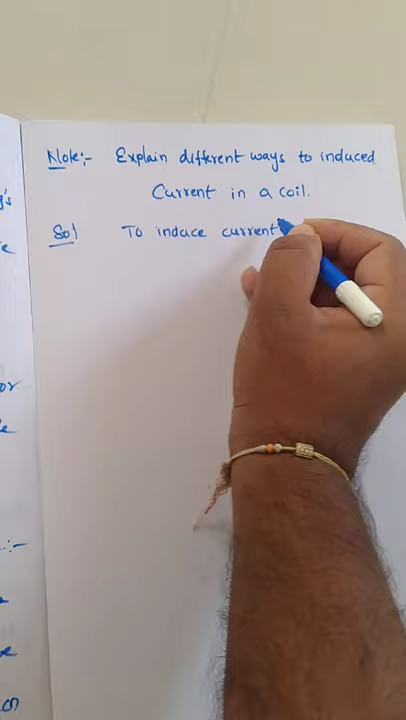 Note:- Explain different ways to induced
Current in a coil.
Sol To induce current